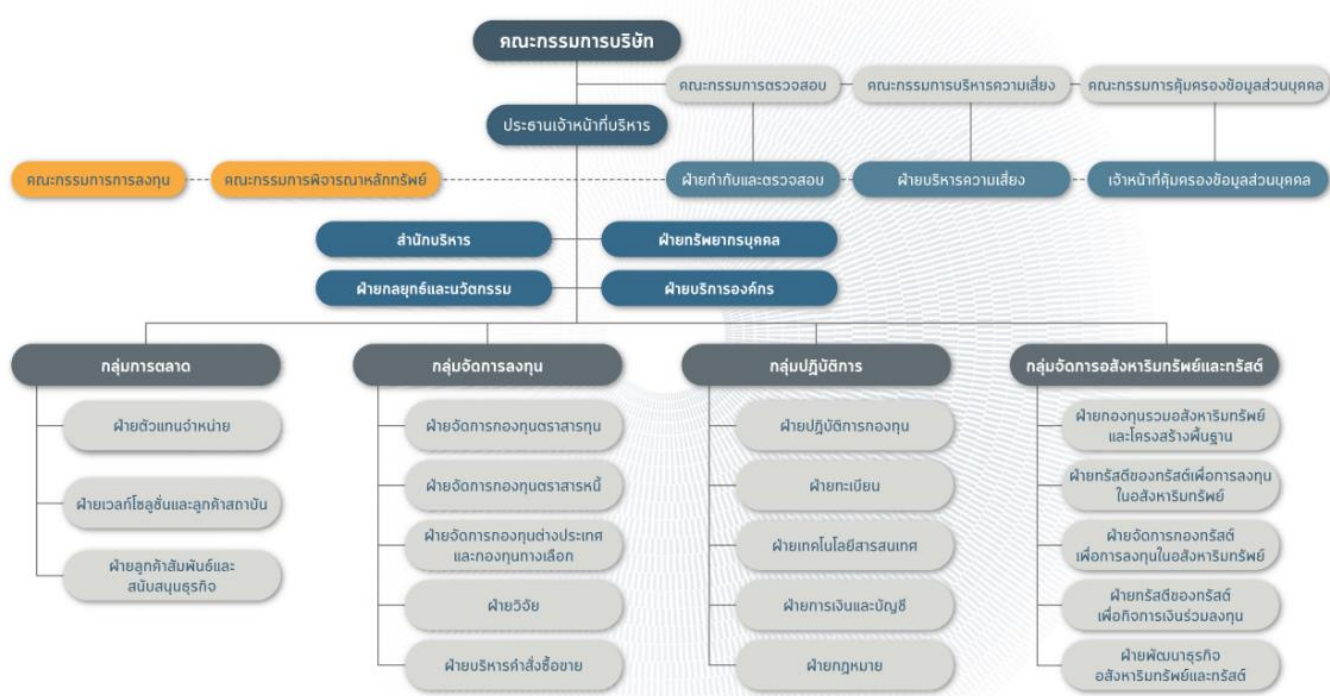 คณะกรรมการบริษัท
คณะกรรมการตรวจสอบ
คณะกรรมการบริหารความเสี่ยง
คณะกรรมการคุ้มครองข้อมูลส่วนบุคคล
ประธานเจ้าหน้าที่บริหาร
คณะกรรมการการลงทุน
คณะกรรมการพิจารณาหลักทรัพย์
ฝ่ายกำกับและตรวจสอบ
ฝ่ายบริหารความเสี่ยง
เจ้าหน้าที่คุ้มครองข้อมูลส่วนบุคคล
สำนักบริหาร
ฝ่ายทรัพยากรบุคคล
ฝ่ายกลยุทธ์และนวัตกรรม
ฝ่ายบริการองค์กร
กลุ่มการตลาด
ฝ่ายตัวแทนจำหน่าย
ฝ่ายเวลท์โซลูชั่นและลูกค้าสถาบัน
ฝ่ายลูกค้าสัมพันธ์และ
สนับสนุนธุรกิจ
กลุ่มจัดการลงทุน
ฝ่ายจัดการกองทุนตราสารทุน
ฝ่ายจัดการกองทุนตราสารหนี้
ฝ่ายจัดการกองทุนต่างประเทศ
และกองทุนทางเลือก
ฝ่ายวิจัย
ฝ่ายบริหารคำสั่งซื้อขาย
กลุ่มปฏิบัติการ
ฝ่ายปฏิบัติการกองทุน
ฝ่ายทะเบียน
ฝ่ายเทคโนโลยีสารสนเทศ
ฝ่ายการเงินและบัญชี
ฝ่ายกฎหมาย
กลุ่มจัดการอสังหาริมทรัพย์และทรัสต์
ฝ่ายกองทุนรวมอสังหาริมทรัพย์
และโครงสร้างพื้นฐาน
ฝ่ายทรัสตีของทรัสต์เพื่อการลงทุน
ในอสังหาริมทรัพย์
ฝ่ายจัดการกองทรัสต์
เพื่อการลงทุนในอสังหาริมทรัพย์
ฝ่ายทรัสตีของทรัสต์
เพื่อกิจการเงินร่วมลงทุน
ฝ่ายพัฒนาธุรกิจ
อสังหาริมทรัพย์และทรัสต์